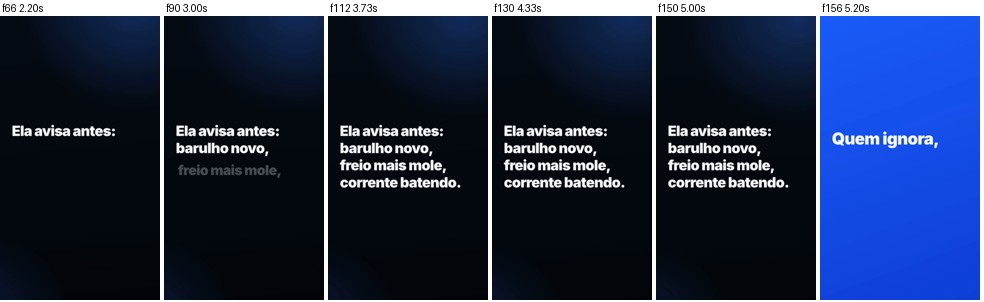 f66 2.20s
Ela avisa antes:
f90 3.00s
Ela avisa antes:
barulho novo,
freio mais mole,
f112 3.73s
Ela avisa antes:
barulho novo,
freio mais mole,
corrente batendo.
f130 4.33s
Ela avisa antes:
barulho novo,
freio mais mole,
corrente batendo.
f150 5.00s
Ela avisa antes:
barulho novo,
freio mais mole,
corrente batendo.
f156 5.20s
Quem ignora,